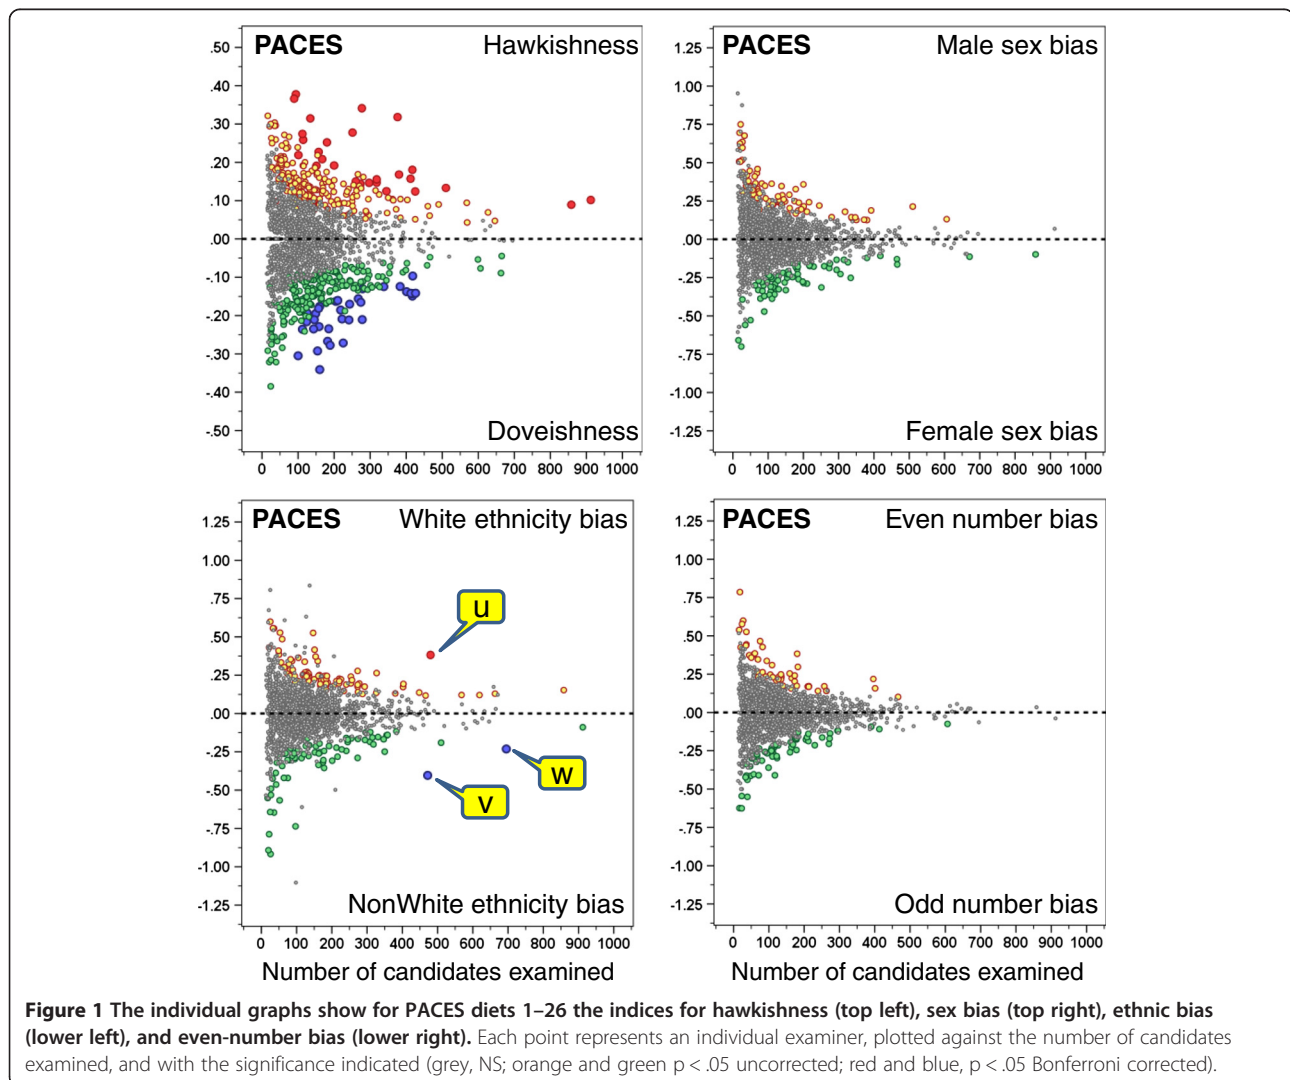 PACES Hawkishness
.50
.40
.30
.20
.10
.00
-.10
-.20
-.30
-.40
-.50
Doveishness
0 100 200 300 400 500 600 700 800 900 1000
PACES Male sex bias
1.25
1.00
.75
.50
.25
.00
-.25
-.50
-.75
-1.00
-1.25
Female sex bias
0 100 200 300 400 500 600 700 800 900 1000
PACES White ethnicity bias
1.25
1.00
.75
.50
.25
.00
-.25
-.50
-.75
-1.00
-1.25
u
w
v
NonWhite ethnicity bias
0 100 200 300 400 500 600 700 800 900 1000
Number of candidates examined
PACES Even number bias
1.25
1.00
.75
.50
.25
.00
-.25
-.50
-.75
-1.00
-1.25
Odd number bias
0 100 200 300 400 500 600 700 800 900 1000
Number of candidates examined
Figure 1 The individual graphs show for PACES diets 1–26 the indices for hawkishness (top left), sex bias (top right), ethnic bias
(lower left), and even-number bias (lower right). Each point represents an individual examiner, plotted against the number of candidates
examined, and with the significance indicated (grey, NS; orange and green p < .05 uncorrected; red and blue, p < .05 Bonferroni corrected).